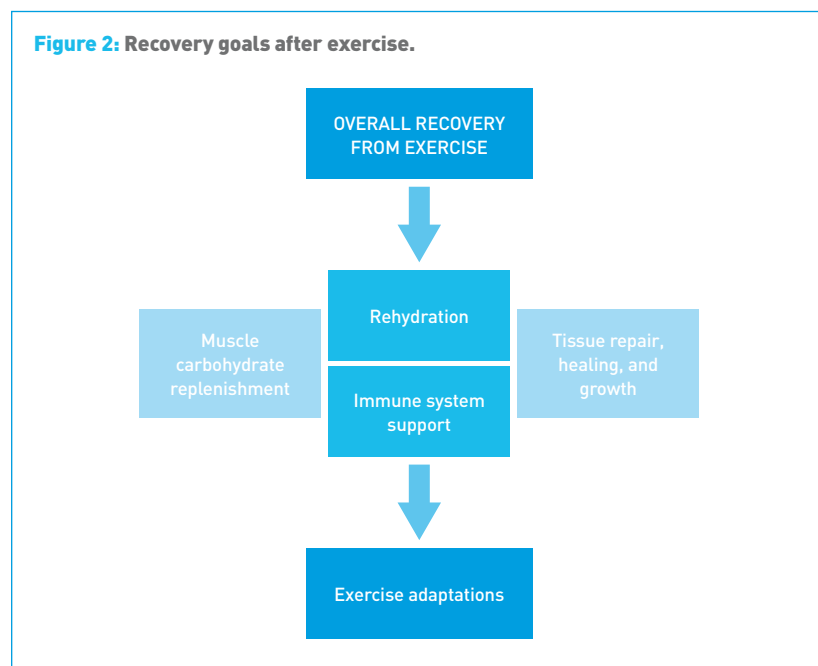 Figure 2: Recovery goals after exercise.
OVERALL RECOVERY
FROM EXERCISE
Rehydration
Muscle
carbohydrate
replenishment
Tissue repair,
healing, and
growth
Immune system
support
Exercise adaptations